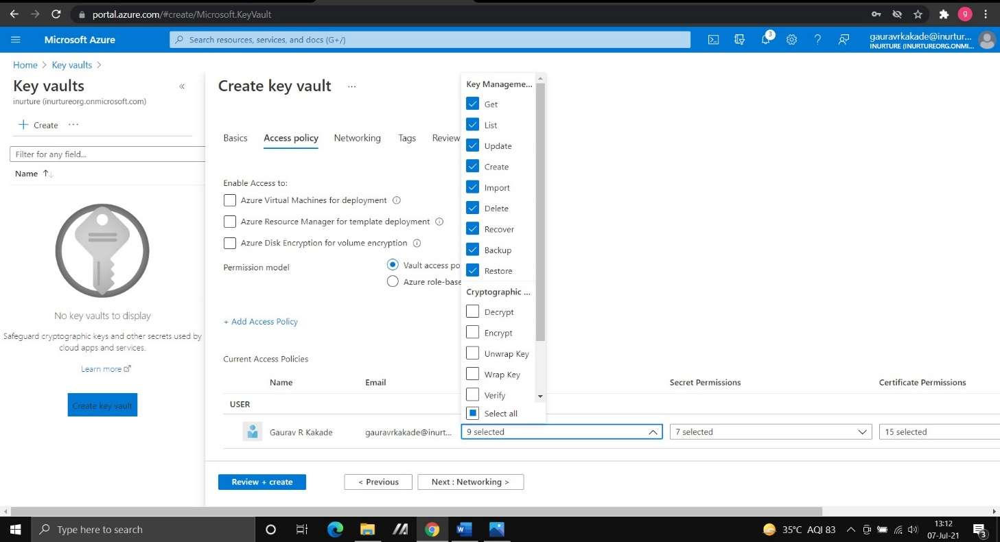 portal.azure.com/#create/Microsoft.KeyVault
g
Microsoft Azure
Search resources, services, and docs (G+/)
3
gauravrkakade@inurtur...
INURTURE (INURTUREORG.ONMI...
Home > Key vaults >
Key vaults
inurture (inurtureorg.onmicrosoft.com)
+ Create ...
Filter for any field...
Name
No key vaults to display
Safeguard cryptographic keys and other secrets used by
cloud apps and services.
Learn more
Create key vault
Create key vault ...
Basics Access policy Networking Tags Review
Enable Access to:
Azure Virtual Machines for deployment
Azure Resource Manager for template deployment
Azure Disk Encryption for volume encryption
Permission model
Vault access po
Azure role-base
+ Add Access Policy
Current Access Policies
Name Email Secret Permissions Certificate Permissions
USER
Gaurav R Kakade gauravrkakade@inurt... 9 selected 7 selected 15 selected
Key Manageme...
Get
List
Update
Create
Import
Delete
Recover
Backup
Restore
Cryptographic ...
Decrypt
Encrypt
Unwrap Key
Wrap Key
Verify
Select all
Review + create < Previous Next : Networking >
Type here to search
35°C AQI 83
13:12
07-Jul-21
3